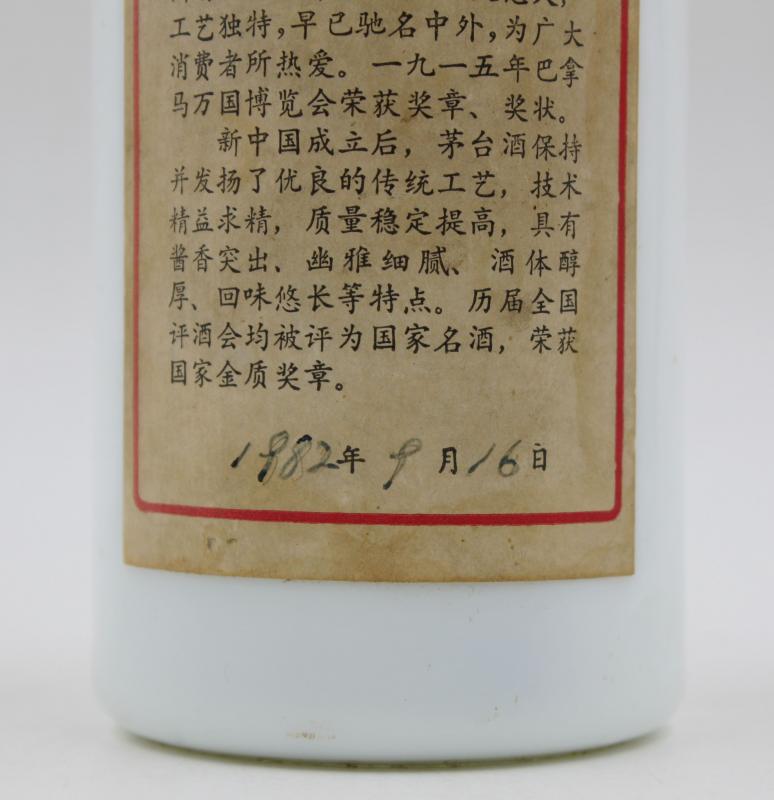 工艺独特，早已驰名中外，为广大
消费者所热爱。一九一五年巴拿
马万国博览会荣获奖章、奖状。
新中国成立后，茅台酒保持
并发扬了优良的传统工艺，技术
精益求精，质量稳定提高，具有
酱香突出、幽雅细腻、酒体醇
厚、回味悠长等特点。历届全国
评酒会均被评为国家名酒，荣获
国家金质奖章。
1982年9月16日